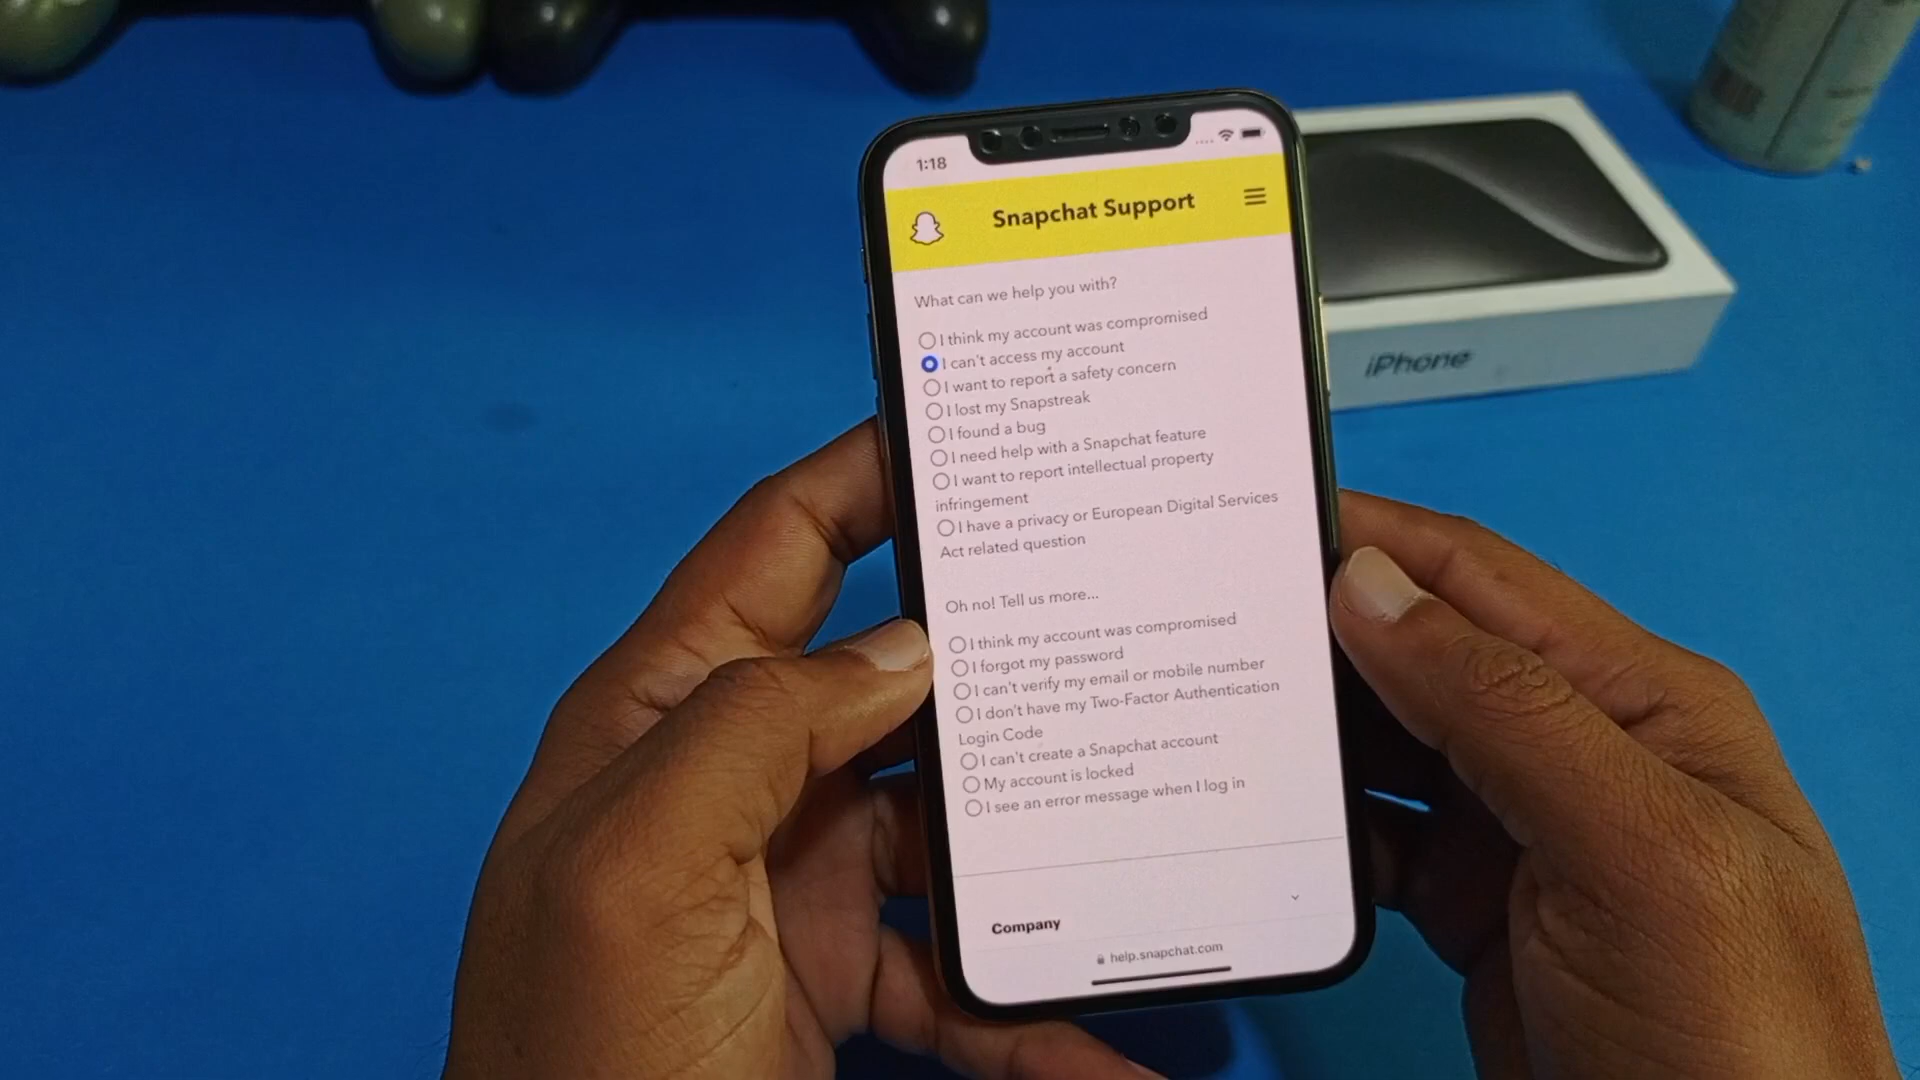 1:18
Snapchat Support
What can we help you with?
I think my account was compromised
I can't access my account
I want to report a safety concern
I lost my Snapstreak
I found a bug
I need help with a Snapchat feature
I want to report intellectual property
infringement
I have a privacy or European Digital Services
Act related question
Oh no! Tell us more...
I think my account was compromised
I forgot my password
I can't verify my email or mobile number
I don't have my Two-Factor Authentication
Login Code
I can't create a Snapchat account
My account is locked
I see an error message when I log in
Company
help.snapchat.com
iPhone